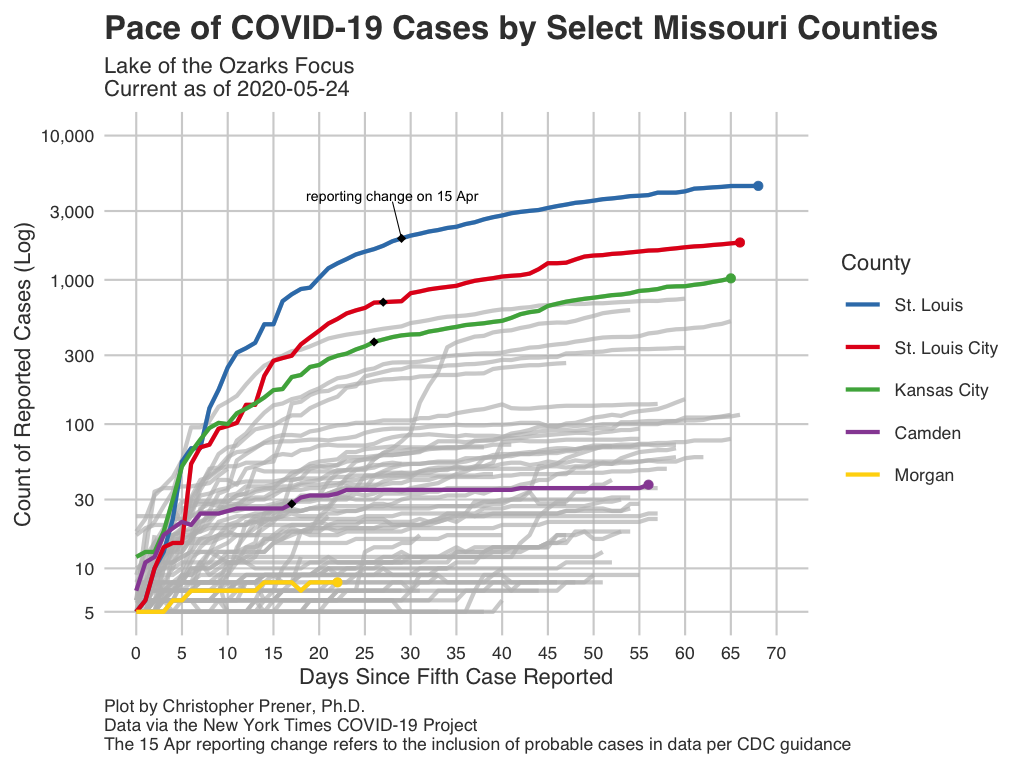 Pace of COVID-19 Cases by Select Missouri Counties
Lake of the Ozarks Focus
Current as of 2020-05-24
Count of Reported Cases (Log)
10,000
3,000
1,000
300
100
30
10
5
reporting change on 15 Apr
0 5 10 15 20 25 30 35 40 45 50 55 60 65 70
Days Since Fifth Case Reported
County
St. Louis
St. Louis City
Kansas City
Camden
Morgan
Plot by Christopher Prener, Ph.D.
Data via the New York Times COVID-19 Project
The 15 Apr reporting change refers to the inclusion of probable cases in data per CDC guidance